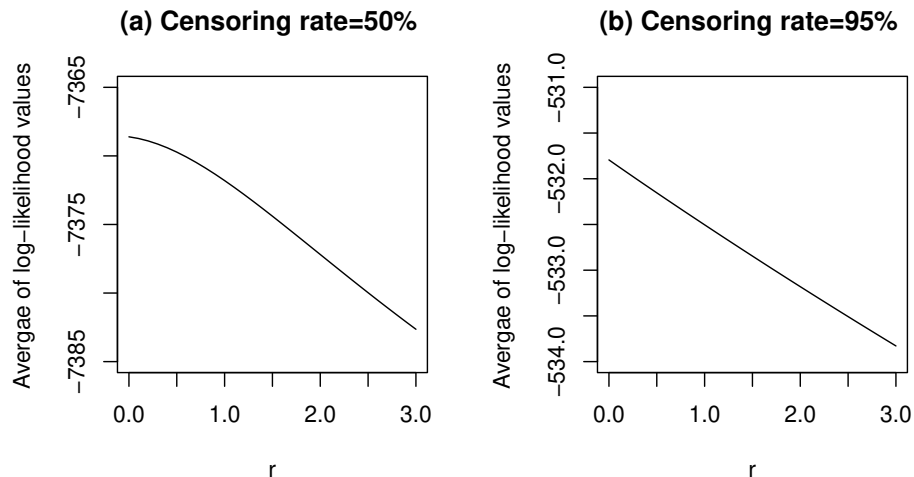 (a) Censoring rate=50%
Avergae of log−likelihood values
−7365
−7375
−7385
0.0 1.0 2.0 3.0
r
(b) Censoring rate=95%
Avergae of log−likelihood values
−531.0
−532.0
−533.0
−534.0
0.0 1.0 2.0 3.0
r